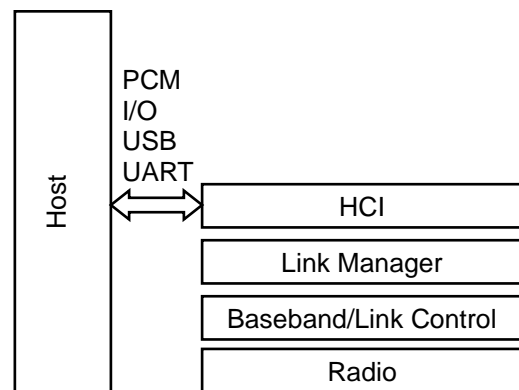 PCM
I/O
USB
UART
Host
HCI
Link Manager
Baseband/Link Control
Radio